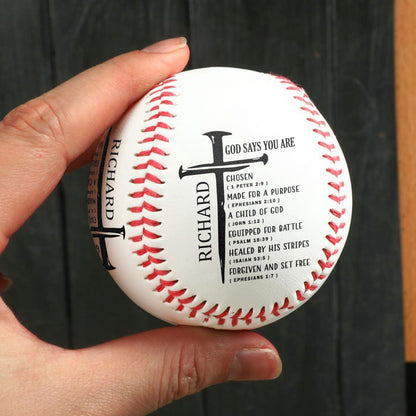 RICHARD
RICHARD
GOD SAYS YOU ARE
CHOSEN
( 1 PETER 2:9 )
MADE FOR A PURPOSE
( EPHESIANS 2:10 )
A CHILD OF GOD
( JOHN 1:12 )
EQUIPPED FOR BATTLE
( PSALM 18:39 )
HEALED BY HIS STRIPES
( ISAIAH 53:5 )
FORGIVEN AND SET FREE
( EPHESIANS 1:7 )